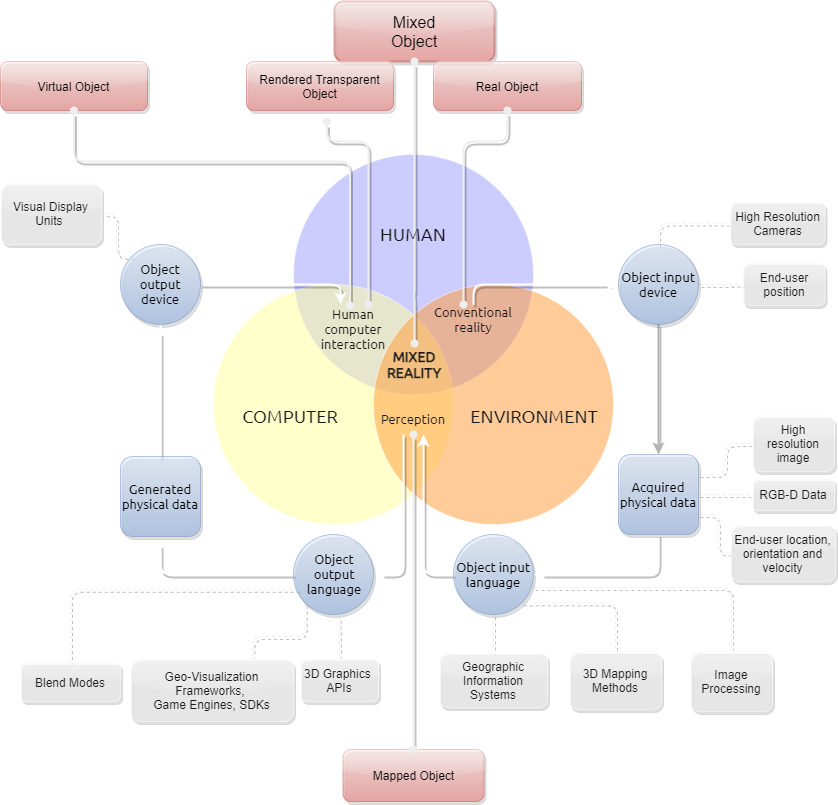 Mixed
Object
Virtual Object
Rendered Transparent
Object
Real Object
Visual Display
Units
HUMAN
High Resolution
Cameras
Object
output
device
Object input
device
End-user
position
Human
computer
interaction
Conventional
reality
MIXED
REALITY
COMPUTER
Perception
ENVIRONMENT
High
resolution
image
Generated
physical data
Acquired
physical data
RGB-D Data
End-user location,
orientation and
velocity
Object
output
language
Object input
language
Blend Modes
Geo-Visualization
Frameworks,
Game Engines, SDKs
3D Graphics
APIs
Geographic
Information
Systems
3D Mapping
Methods
Image
Processing
Mapped Object